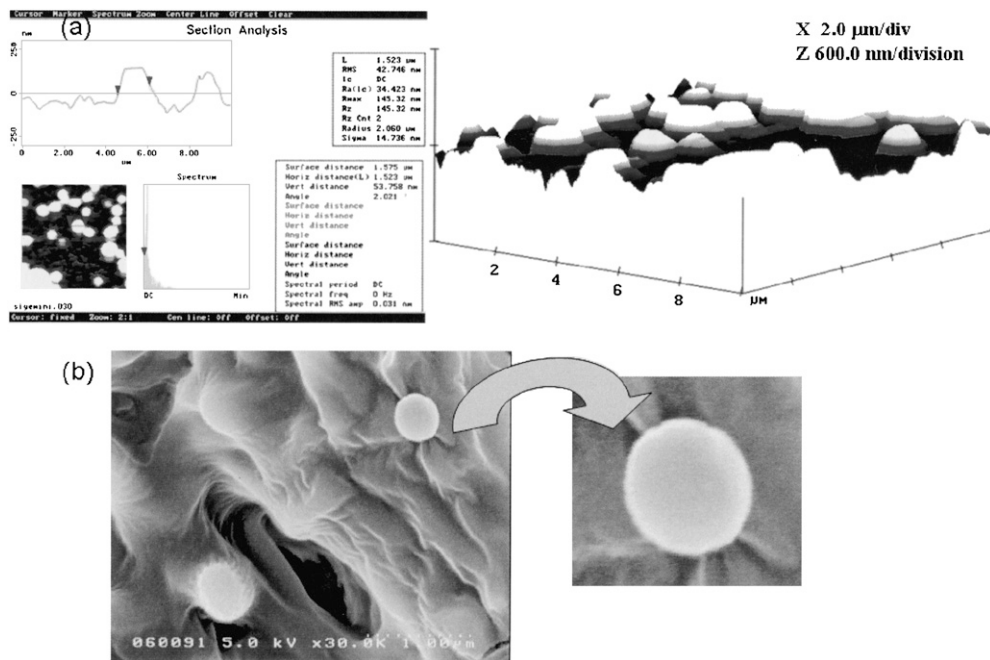 Cursor Marker Spectrum Zoom Center Line Offset Clear
(a)
Section Analysis
nm
250
0
-250
0 2.00 4.00 6.00 8.00
µm
L 1.523 µm
RMS 42.746 nm
lc DC
Ra(lc) 34.423 nm
Rmax 145.32 nm
Rz 145.32 nm
Rz Cnt 2
Radius 2.060 µm
Sigma 14.736 nm
Surface distance 1.575 µm
Horiz distance(L) 1.523 µm
Vert distance 53.758 nm
Angle 2.021 °
Surface distance
Horiz distance
Vert distance
Angle
Surface distance
Horiz distance
Vert distance
Angle
Spectral period DC
Spectral freq 0 Hz
Spectral RMS amp 0.031 nm
Spectrum
DC Min
sigemini.030
Cursor: fixed Zoom: 2:1 Cen line: Off Offset: Off
X 2.0 µm/div
Z 600.0 nm/division
2
4
6
8
µM
(b)
060091 5.0 kV x30.0K 1.00µm